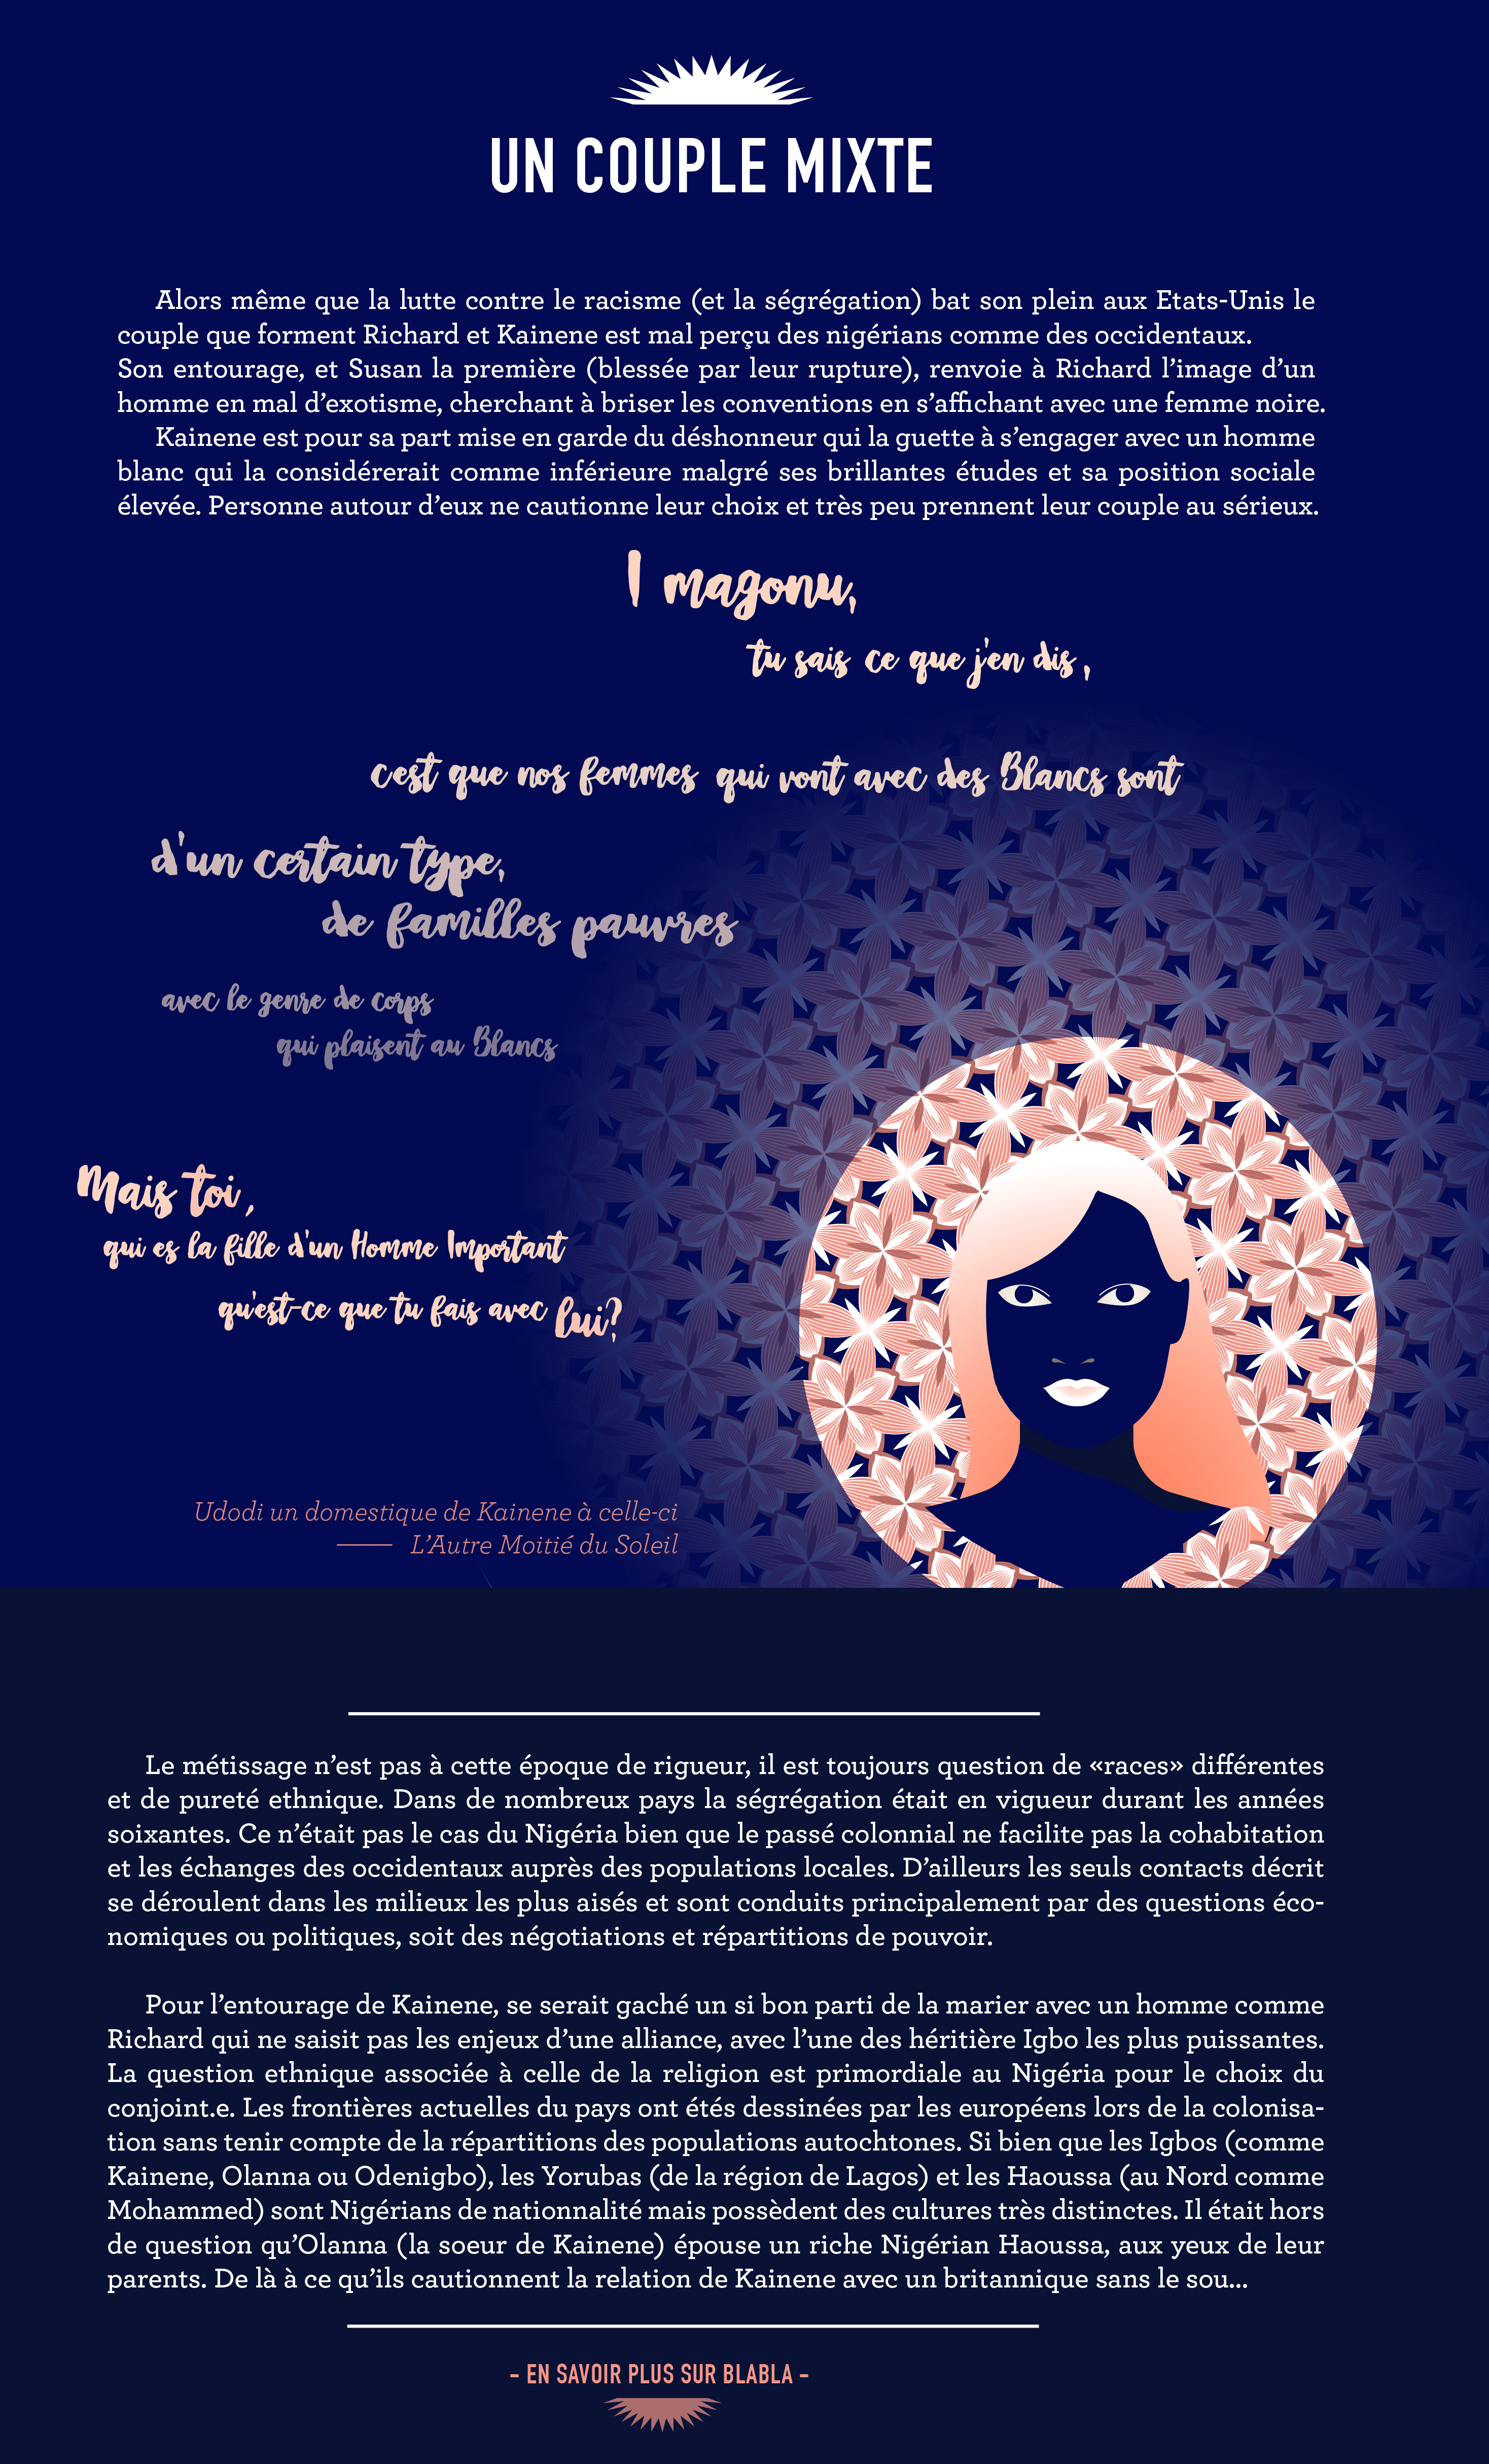 UN COUPLE MIXTE
Alors même que la lutte contre le racisme (et la ségrégation) bat son plein aux Etats-Unis le
couple que forment Richard et Kainene est mal perçu des nigérians comme des occidentaux.
Son entourage, et Susan la première (blessée par leur rupture), renvoie à Richard l’image d’un
homme en mal d’exotisme, cherchant à briser les conventions en s’affichant avec une femme noire.
Kainene est pour sa part mise en garde du déshonneur qui la guette à s’engager avec un homme
blanc qui la considérerait comme inférieure malgré ses brillantes études et sa position sociale
élevée. Personne autour d’eux ne cautionne leur choix et très peu prennent leur couple au sérieux.
I magonu,
tu sais ce que j'en dis,
c'est que nos femmes qui vont avec des Blancs sont
d'un certain type,
de familles pauvres
avec le genre de corps
qui plaisent au Blancs
Mais toi,
qui es la fille d'un Homme Important
qu'est-ce que tu fais avec lui?
Udodi un domestique de Kainene à celle-ci
—— L’Autre Moitié du Soleil
Le métissage n’est pas à cette époque de rigueur, il est toujours question de «races» différentes
et de pureté ethnique. Dans de nombreux pays la ségrégation était en vigueur durant les années
soixantes. Ce n’était pas le cas du Nigéria bien que le passé colonnial ne facilite pas la cohabitation
et les échanges des occidentaux auprès des populations locales. D’ailleurs les seuls contacts décrit
se déroulent dans les milieux les plus aisés et sont conduits principalement par des questions éco-
nomiques ou politiques, soit des négotiations et répartitions de pouvoir.
Pour l’entourage de Kainene, se serait gaché un si bon parti de la marier avec un homme comme
Richard qui ne saisit pas les enjeux d’une alliance, avec l’une des héritière Igbo les plus puissantes.
La question ethnique associée à celle de la religion est primordiale au Nigéria pour le choix du
conjoint.e. Les frontières actuelles du pays ont étés dessinées par les européens lors de la colonisa-
tion sans tenir compte de la répartitions des populations autochtones. Si bien que les Igbos (comme
Kainene, Olanna ou Odenigbo), les Yorubas (de la région de Lagos) et les Haoussa (au Nord comme
Mohammed) sont Nigérians de nationnalité mais possèdent des cultures très distinctes. Il était hors
de question qu’Olanna (la soeur de Kainene) épouse un riche Nigérian Haoussa, aux yeux de leur
parents. De là à ce qu’ils cautionnent la relation de Kainene avec un britannique sans le sou...
- EN SAVOIR PLUS SUR BLABLA -